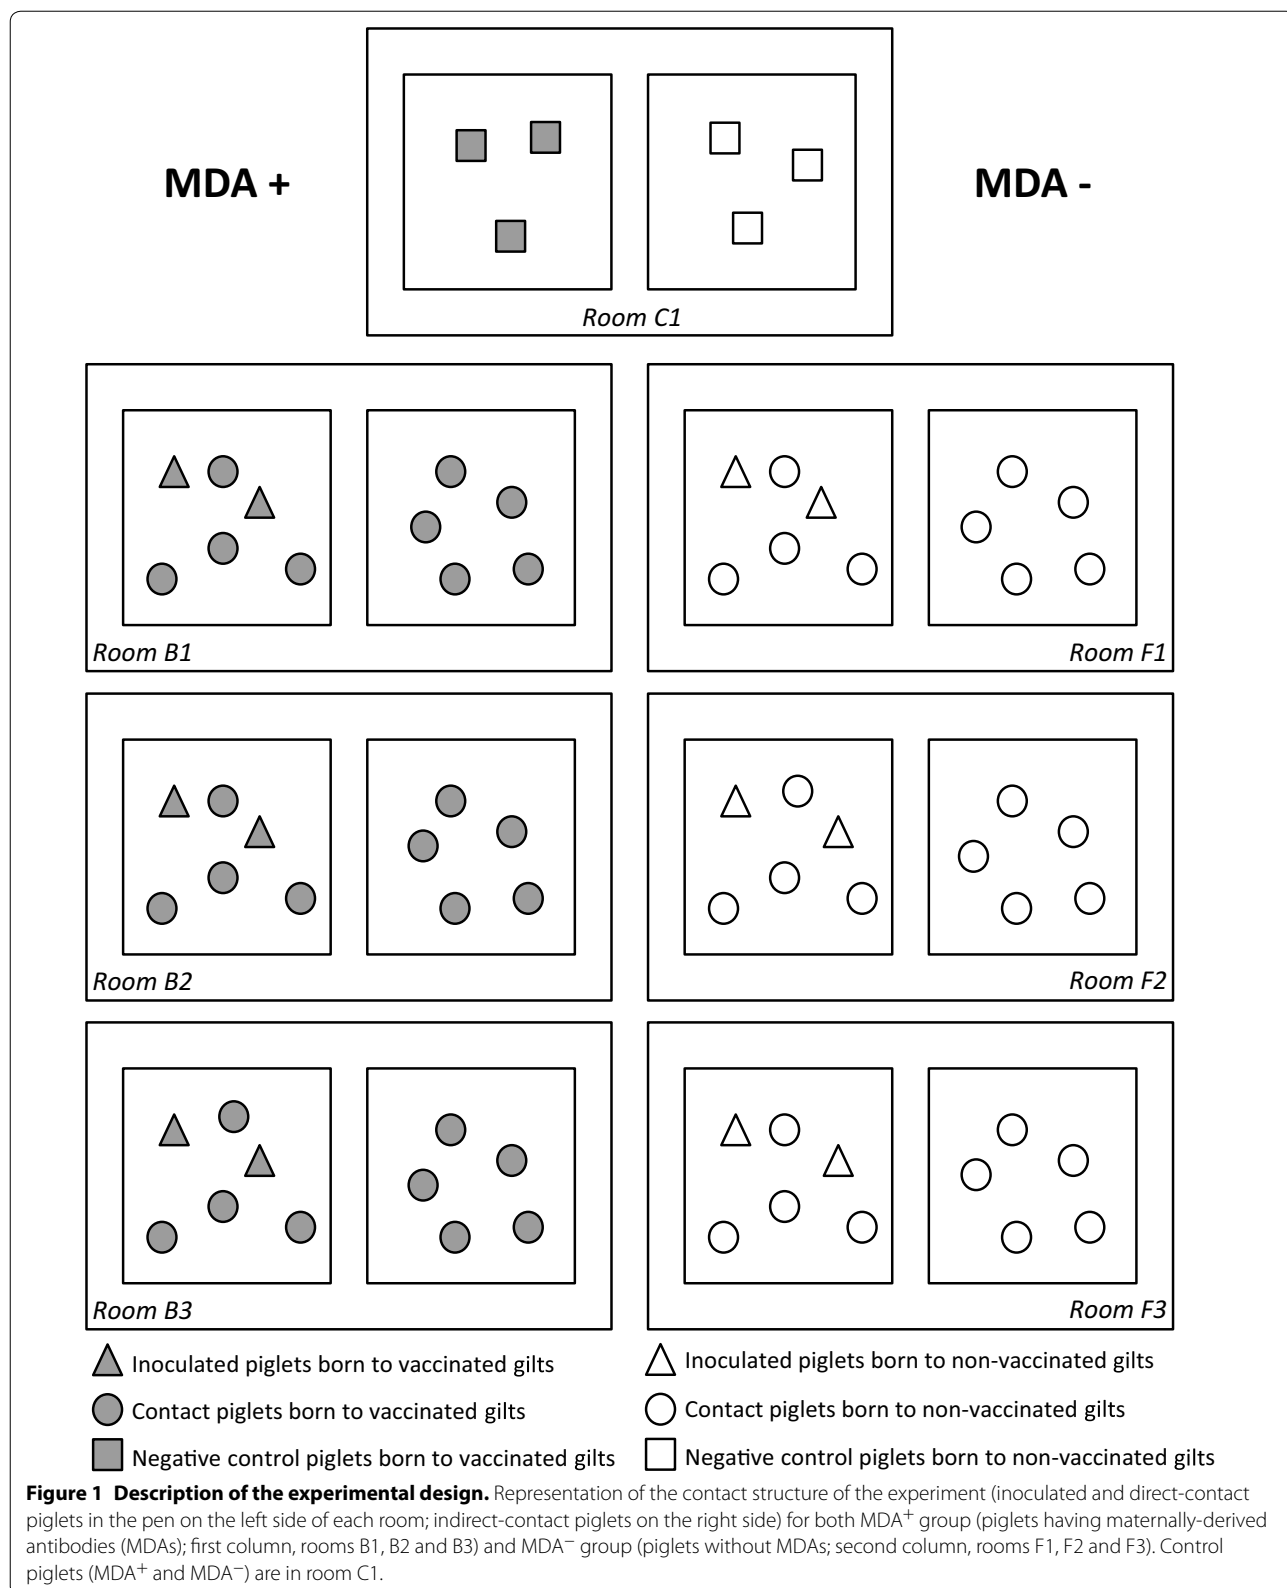 MDA +
MDA -
Room C1
Room B1
Room F1
Room B2
Room F2
Room B3
Room F3
Inoculated piglets born to vaccinated gilts
Inoculated piglets born to non-vaccinated gilts
Contact piglets born to vaccinated gilts
Contact piglets born to non-vaccinated gilts
Negative control piglets born to vaccinated gilts
Negative control piglets born to non-vaccinated gilts
Figure 1 Description of the experimental design. Representation of the contact structure of the experiment (inoculated and direct-contact
piglets in the pen on the left side of each room; indirect-contact piglets on the right side) for both MDA⁺ group (piglets having maternally-derived
antibodies (MDAs); first column, rooms B1, B2 and B3) and MDA⁻ group (piglets without MDAs; second column, rooms F1, F2 and F3). Control
piglets (MDA⁺ and MDA⁻) are in room C1.